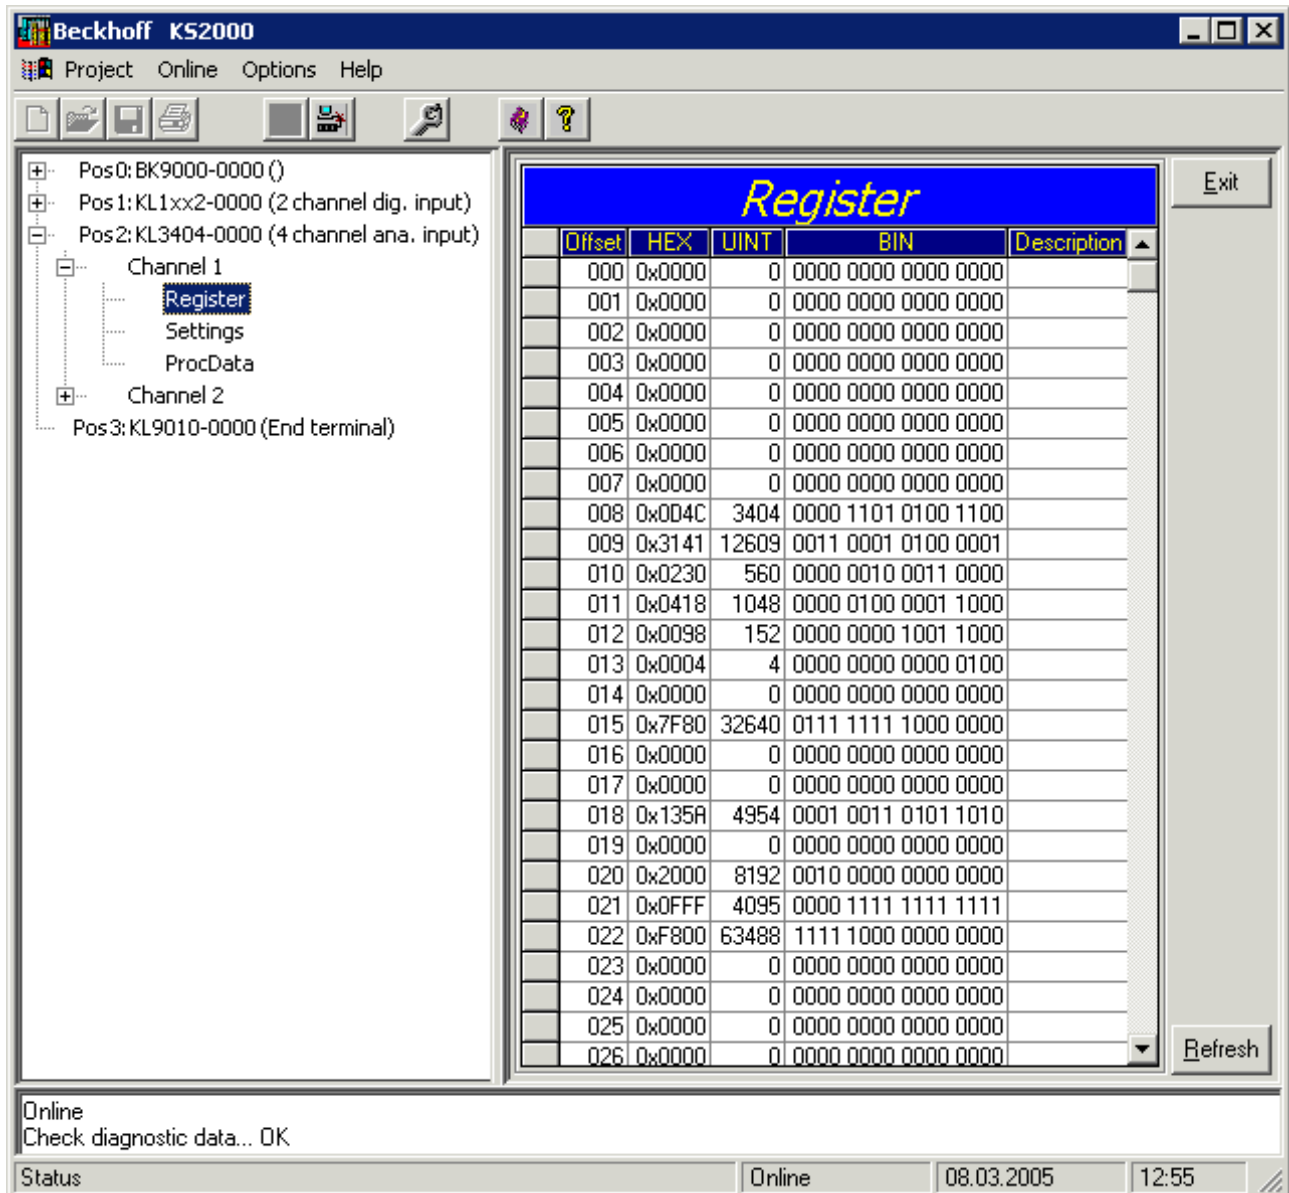 Beckhoff KS2000
Project Online Options Help
Pos0: BK9000-0000 ()
Pos1: KL1xx2-0000 (2 channel dig. input)
Pos2: KL3404-0000 (4 channel ana. input)
Channel 1
Register
Settings
ProcData
Channel 2
Pos3: KL9010-0000 (End terminal)
Register
Offset HEX UINT BIN Description
000 0x0000 0 0000 0000 0000 0000
001 0x0000 0 0000 0000 0000 0000
002 0x0000 0 0000 0000 0000 0000
003 0x0000 0 0000 0000 0000 0000
004 0x0000 0 0000 0000 0000 0000
005 0x0000 0 0000 0000 0000 0000
006 0x0000 0 0000 0000 0000 0000
007 0x0000 0 0000 0000 0000 0000
008 0x0D4C 3404 0000 1101 0100 1100
009 0x3141 12609 0011 0001 0100 0001
010 0x0230 560 0000 0010 0011 0000
011 0x0418 1048 0000 0100 0001 1000
012 0x0098 152 0000 0000 1001 1000
013 0x0004 4 0000 0000 0000 0100
014 0x0000 0 0000 0000 0000 0000
015 0x7F80 32640 0111 1111 1000 0000
016 0x0000 0 0000 0000 0000 0000
017 0x0000 0 0000 0000 0000 0000
018 0x135A 4954 0001 0011 0101 1010
019 0x0000 0 0000 0000 0000 0000
020 0x2000 8192 0010 0000 0000 0000
021 0x0FFF 4095 0000 1111 1111 1111
022 0xF800 63488 1111 1000 0000 0000
023 0x0000 0 0000 0000 0000 0000
024 0x0000 0 0000 0000 0000 0000
025 0x0000 0 0000 0000 0000 0000
026 0x0000 0 0000 0000 0000 0000
Exit
Refresh
Online
Check diagnostic data... OK
Status Online 08.03.2005 12:55